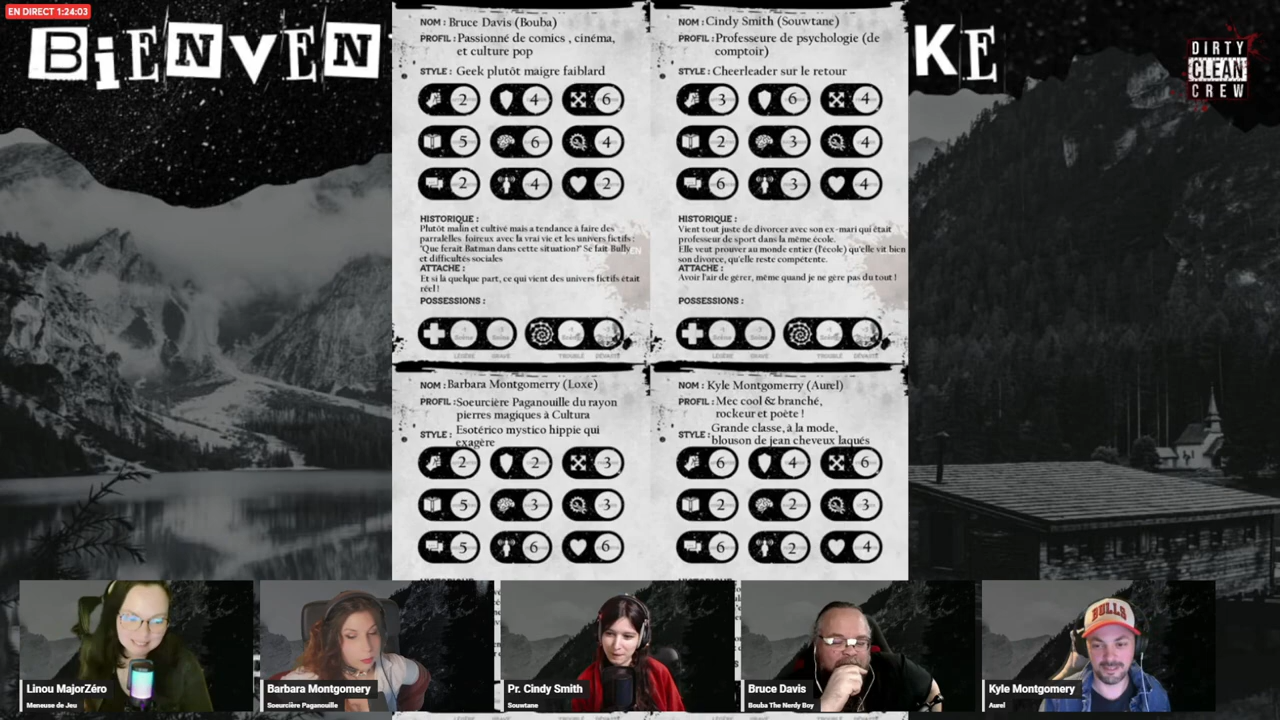 EN DIRECT 1:24:03
BiENVEN
KE
DIRTY
CLEAN
CREW
NOM : Bruce Davis (Bouba)
PROFIL : Passionné de comics , cinéma,
et culture pop
STYLE : Geek plutôt maigre faiblard
2 4 6
5 6 4
2 4 2
HISTORIQUE :
Plutôt malin et cultivé mais a tendance à faire des
parralelles foireux avec la vrai vie et les univers fictifs :
"Que ferait Batman dans cette situation?" Se fait Bully
et difficultés sociales
ATTACHE :
Et si là quelque part, ce qui vient des univers fictifs était
réel !
POSSESSIONS :
LÉGÈRE GRAVE TROUBLÉ DÉVASTÉ
NOM : Cindy Smith (Souwtane)
PROFIL : Professeure de psychologie (de
comptoir)
STYLE : Cheerleader sur le retour
3 6 4
2 3 4
6 3 4
HISTORIQUE :
Vient tout juste de divorcer avec son ex-mari qui était
professeur de sport dans la même école.
Elle veut prouver au monde entier (l'école) qu'elle vit bien
son divorce, qu'elle reste compétente.
ATTACHE :
Avoir l'air de gérer, même quand je ne gère pas du tout !
POSSESSIONS :
LÉGÈRE GRAVE TROUBLÉ DÉVASTÉ
NOM : Barbara Montgomerry (Loxe)
PROFIL : Soeurcière Paganouille du rayon
pierres magiques à Cultura
STYLE : Esotérico mystico hippie qui
exagère
2 2 3
5 3 3
5 6 6
NOM : Kyle Montgomerry (Aurel)
PROFIL : Mec cool & branché,
rockeur et poète !
STYLE : Grande classe, à la mode,
blouson de jean cheveux laqués
6 4 6
2 2 3
6 2 4
Linou MajorZéro
Meneuse de Jeu
Barbara Montgomery
Soeurcière Paganouille
Pr. Cindy Smith
Souwtane
Bruce Davis
Bouba The Nerdy Boy
BULLS
Kyle Montgomery
Aurel